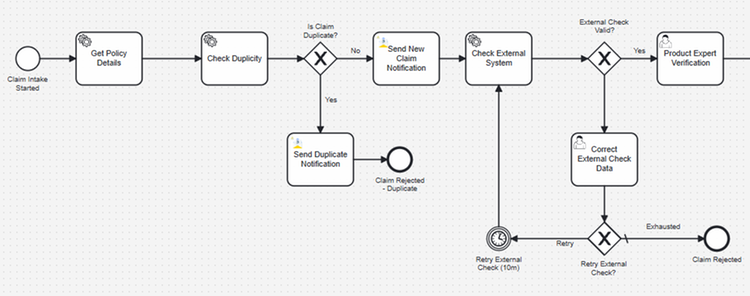 Is Claim
Duplicate?
External Check
Valid?
Get Policy
Details
Check Duplicity
No
Send New
Claim
Notification
Check External
System
Yes
Product Expert
Verification
Claim Intake
Started
Yes
Send Duplicate
Notification
Claim Rejected
- Duplicate
Correct
External Check
Data
Retry External
Check (10m)
Retry
Retry External
Check?
Exhausted
Claim Rejected